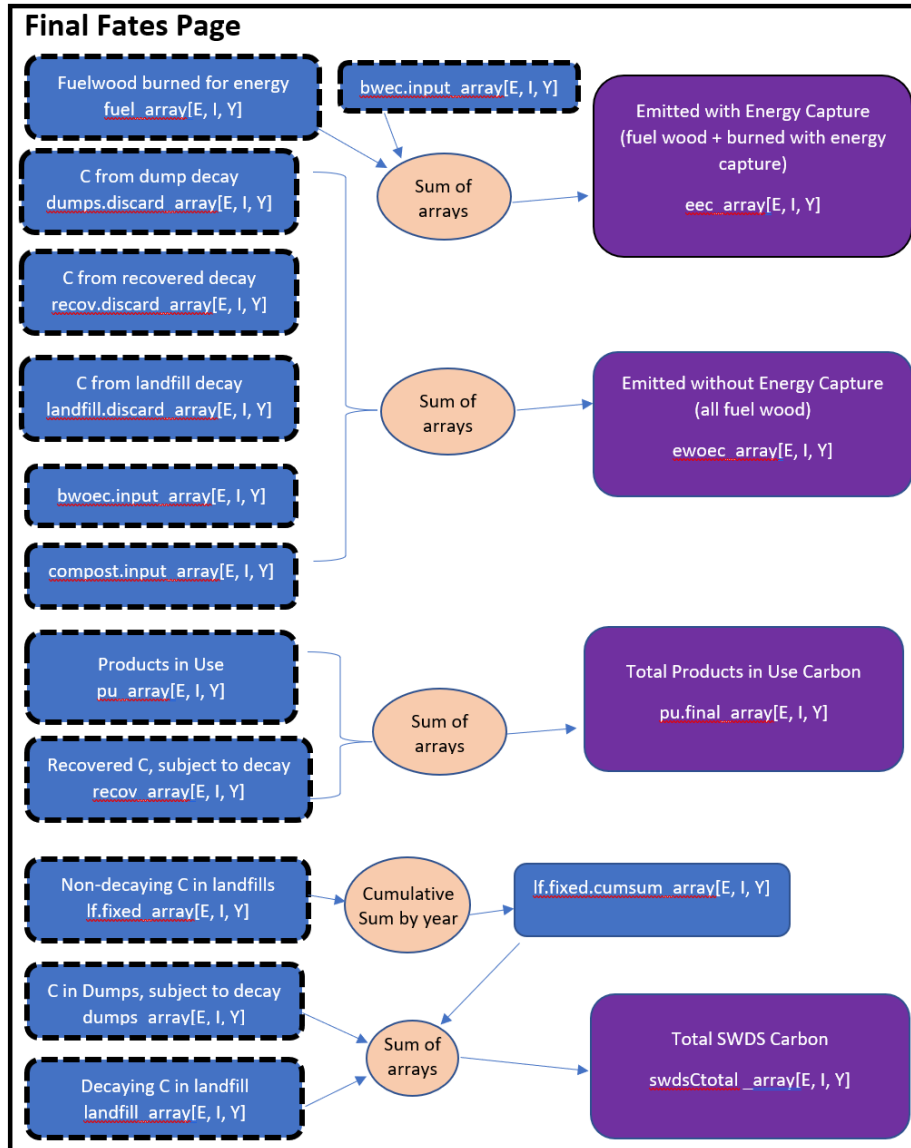 Final Fates Page
Fuelwood burned for energy
fuel_array[E, I, Y]
bwec.input_array[E, I, Y]
Emitted with Energy Capture
(fuel wood + burned with energy
capture)
eec_array[E, I, Y]
Sum of
arrays
C from dump decay
dumps.discard_array[E, I, Y]
C from recovered decay
recov.discard_array[E, I, Y]
C from landfill decay
landfill.discard_array[E, I, Y]
bwoec.input_array[E, I, Y]
compost.input_array[E, I, Y]
Sum of
arrays
Emitted without Energy Capture
(all fuel wood)
ewoec_array[E, I, Y]
Products in Use
pu_array[E, I, Y]
Recovered C, subject to decay
recov_array[E, I, Y]
Sum of
arrays
Total Products in Use Carbon
pu.final_array[E, I, Y]
Non-decaying C in landfills
lf.fixed_array[E, I, Y]
Cumulative
Sum by year
lf.fixed.cumsum_array[E, I, Y]
C in Dumps, subject to decay
dumps_array[E, I, Y]
Decaying C in landfill
landfill_array[E, I, Y]
Sum of
arrays
Total SWDS Carbon
swdsCtotal _array[E, I, Y]